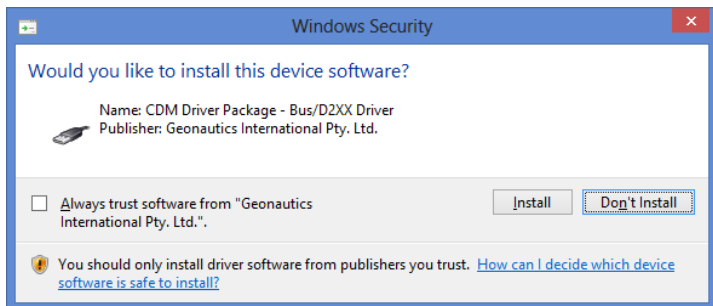 Windows Security
Would you like to install this device software?
Name: CDM Driver Package - Bus/D2XX Driver
Publisher: Geonautics International Pty. Ltd.
Always trust software from "Geonautics
International Pty. Ltd.".
Install
Don't Install
You should only install driver software from publishers you trust. How can I decide which device
software is safe to install?